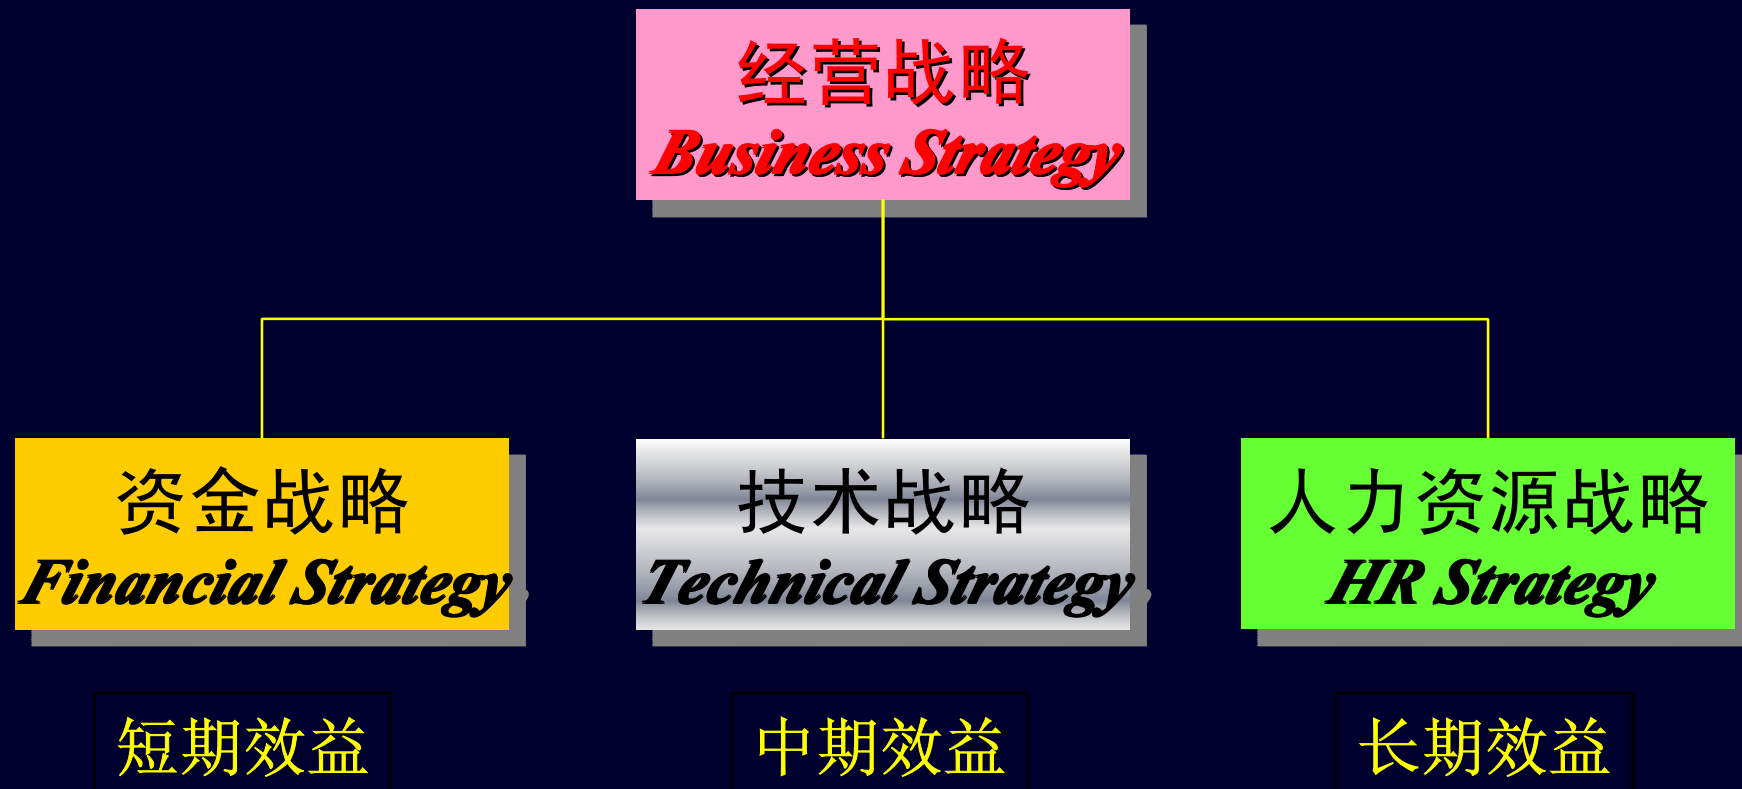 经营战略
Business Strategy
资金战略
Financial Strategy
技术战略
Technical Strategy
人力资源战略
HR Strategy
短期效益
中期效益
长期效益